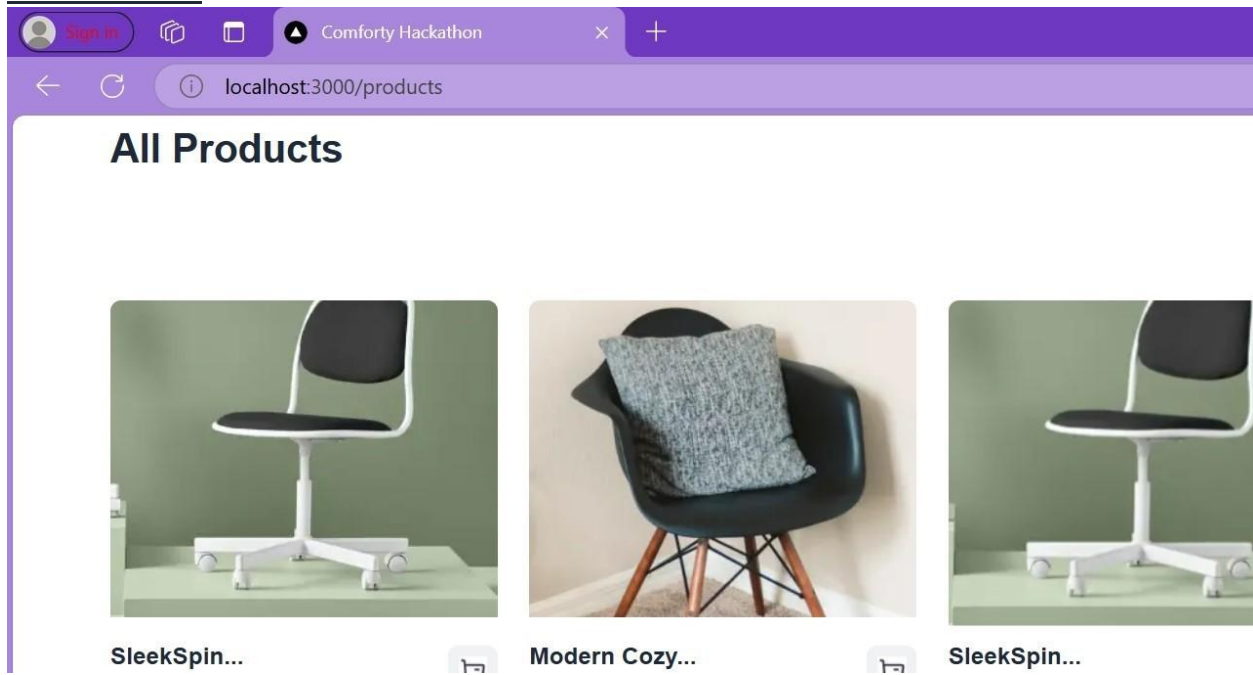 Sign in
Comforty Hackathon
localhost:3000/products
All Products
SleekSpin...
Modern Cozy...
SleekSpin...